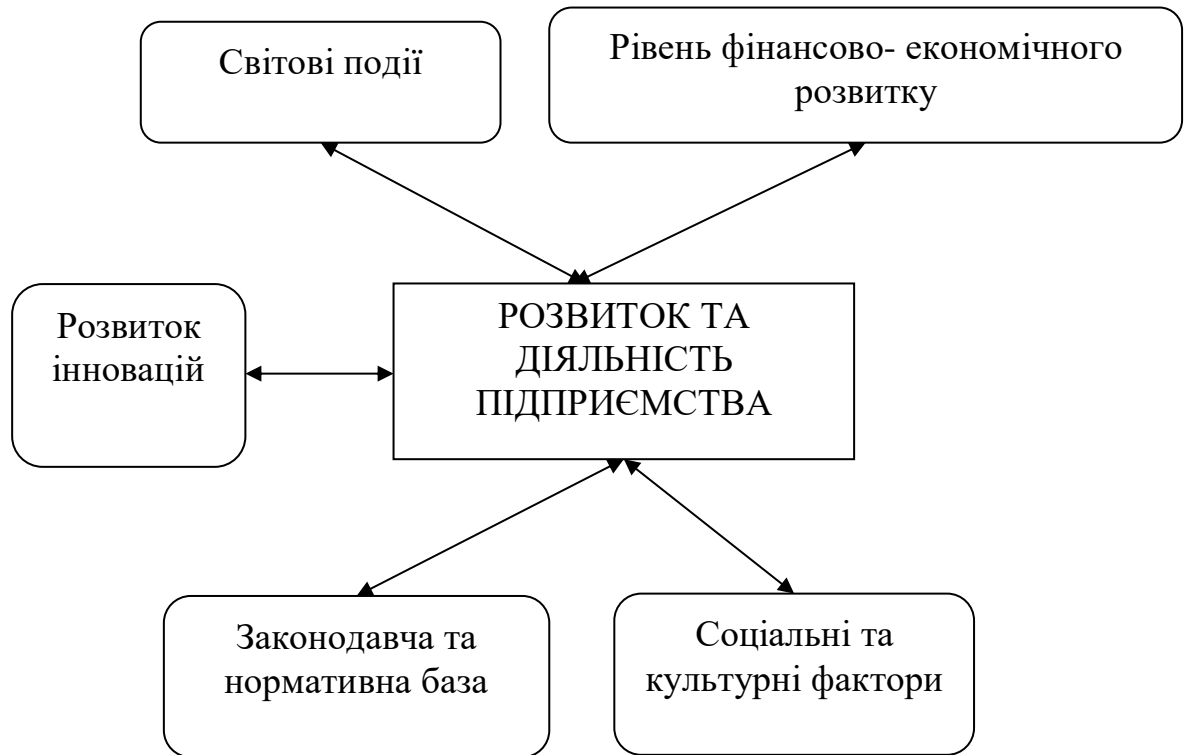 Світові події
Рівень фінансово- економічного
розвитку
Розвиток
інновацій
РОЗВИТОК ТА
ДІЯЛЬНІСТЬ
ПІДПРИЄМСТВА
Законодавча та
нормативна база
Соціальні та
культурні фактори